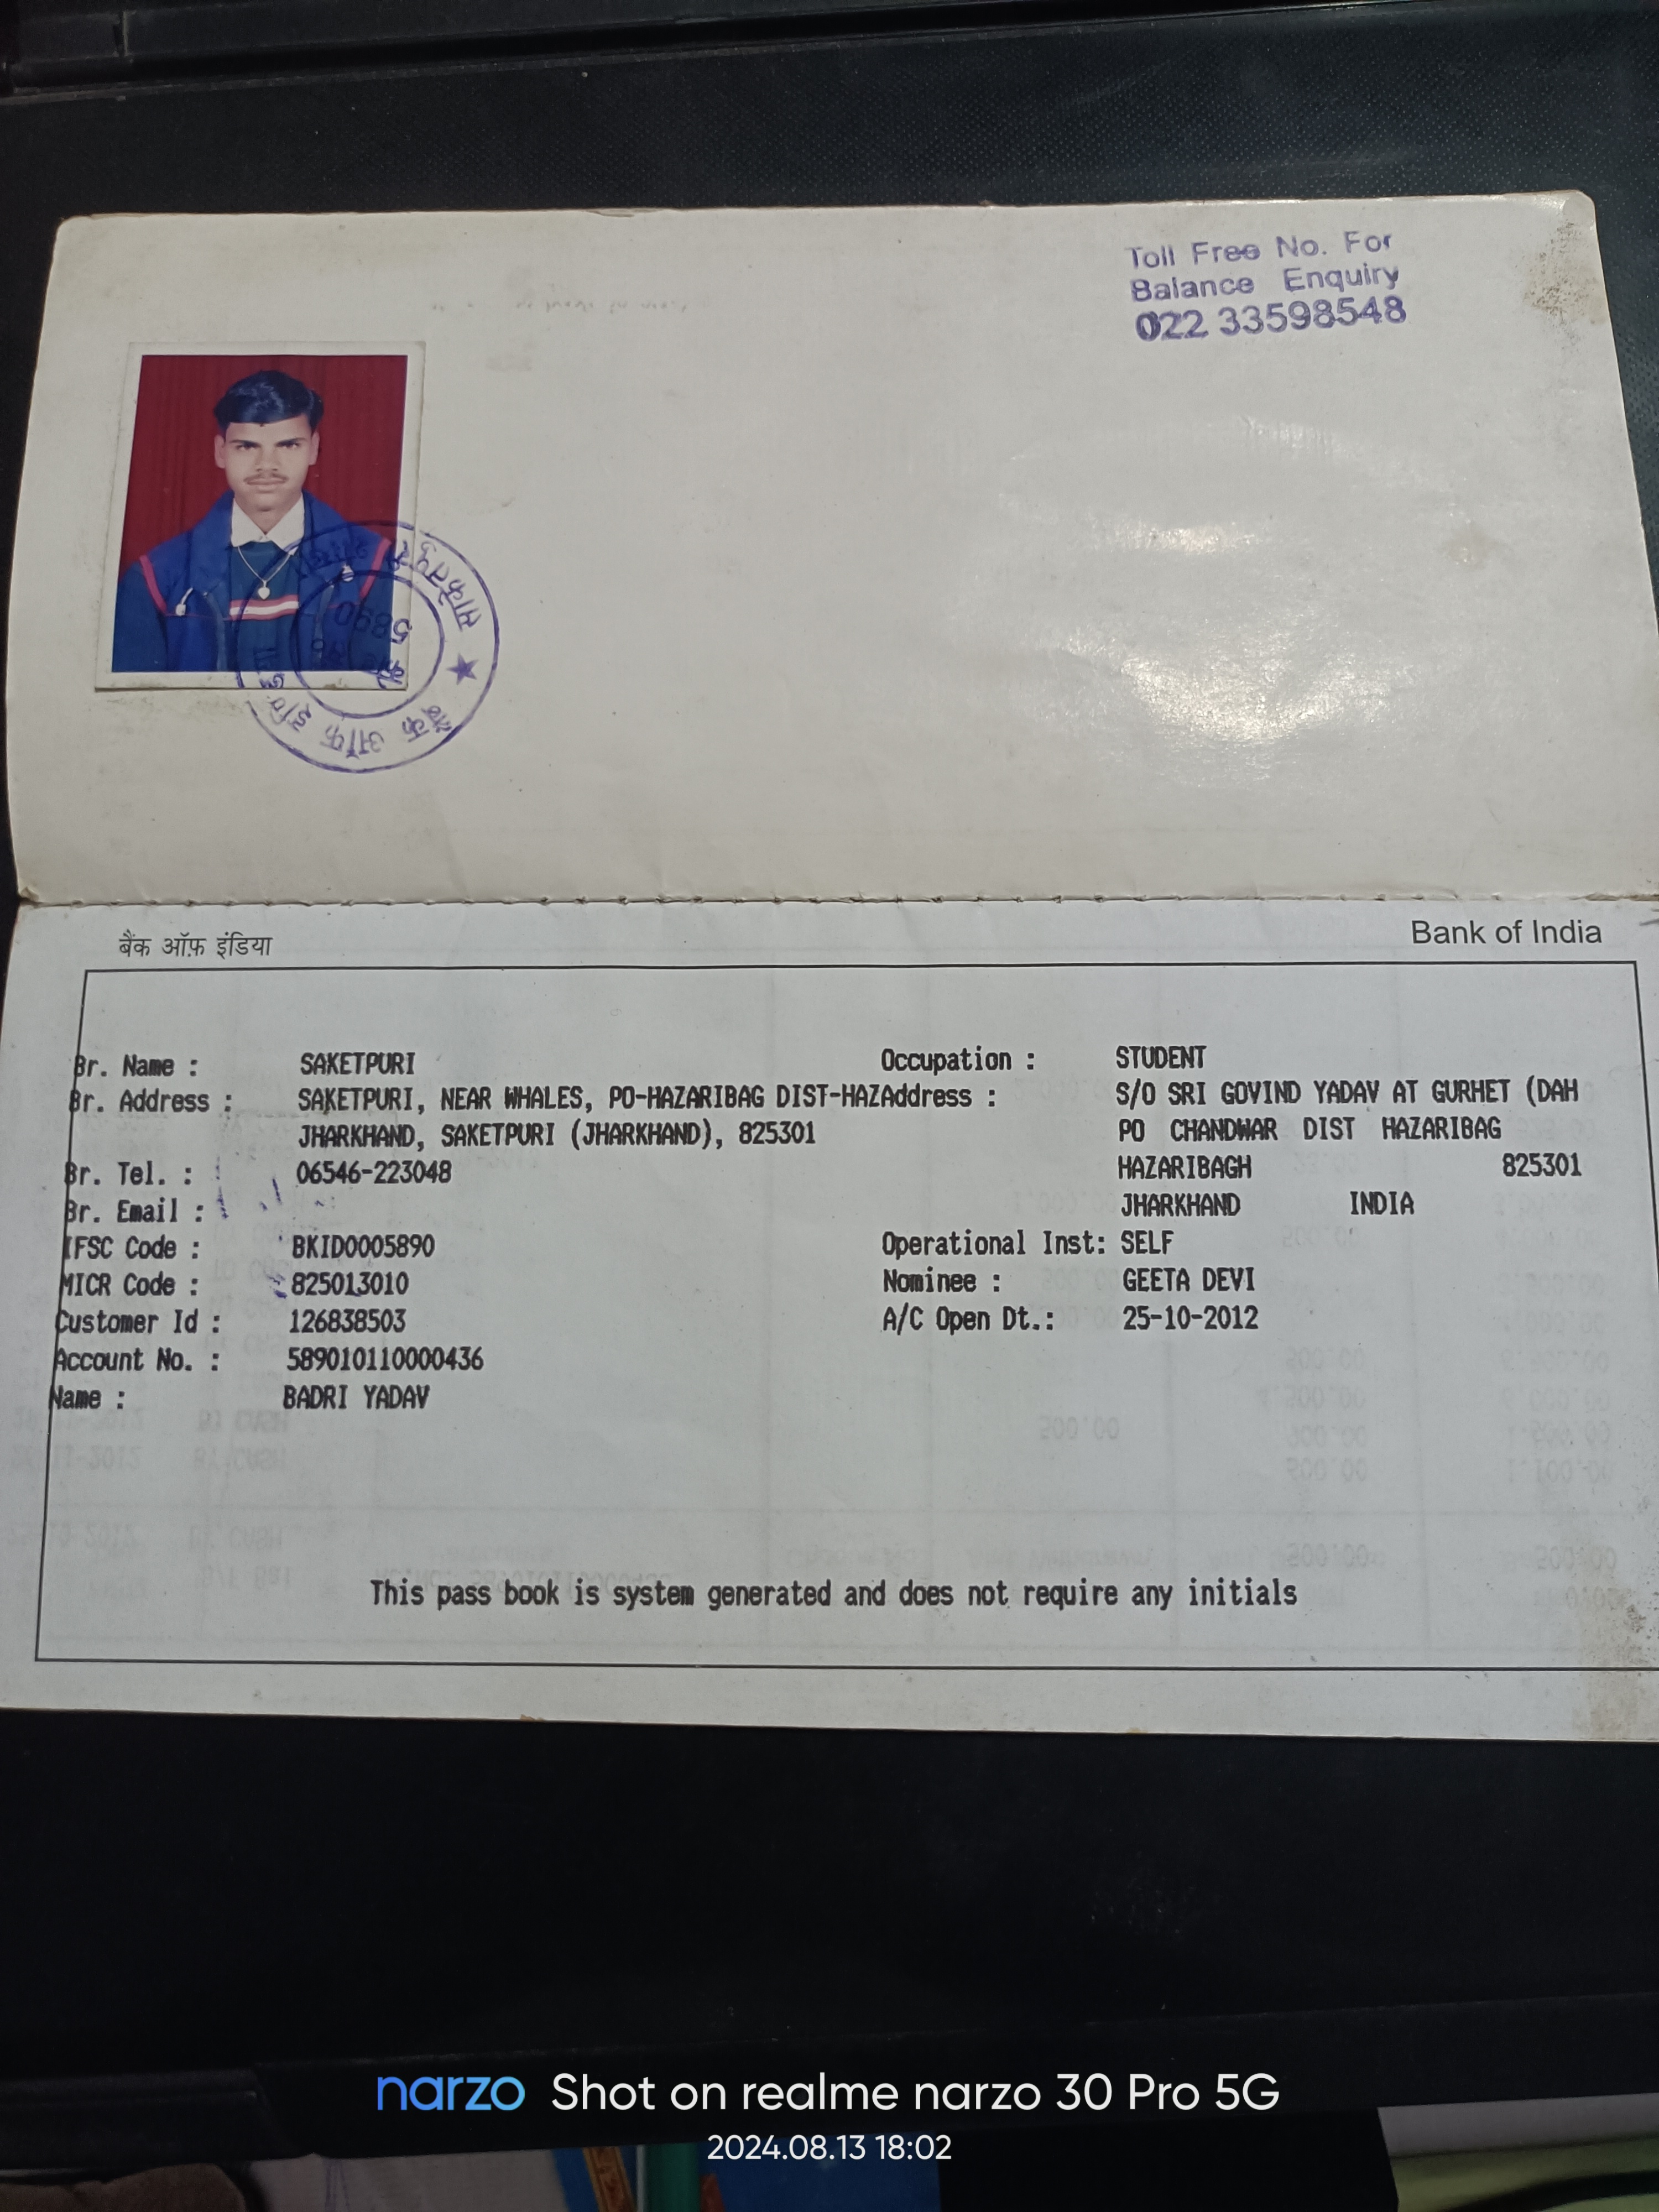 Toll Free No. For
Balance Enquiry
022 33598548
साकेतपुरी शाखा
5890
बैंक ऑफ इंडिया
बैंक ऑफ़ इंडिया
Bank of India
Br. Name : SAKETPURI Occupation : STUDENT
Br. Address : SAKETPURI, NEAR WHALES, PO-HAZARIBAG DIST-HAZAddress : S/O SRI GOVIND YADAV AT GURHET (DAH
JHARKHAND, SAKETPURI (JHARKHAND), 825301 PO CHANDWAR DIST HAZARIBAG
Br. Tel. : 06546-223048 HAZARIBAGH 825301
Br. Email : JHARKHAND INDIA
IFSC Code : BKID0005890 Operational Inst: SELF
MICR Code : 825013010 Nominee : GEETA DEVI
Customer Id : 126838503 A/C Open Dt.: 25-10-2012
Account No. : 589010110000436
Name : BADRI YADAV
This pass book is system generated and does not require any initials
narzo Shot on realme narzo 30 Pro 5G
2024.08.13 18:02